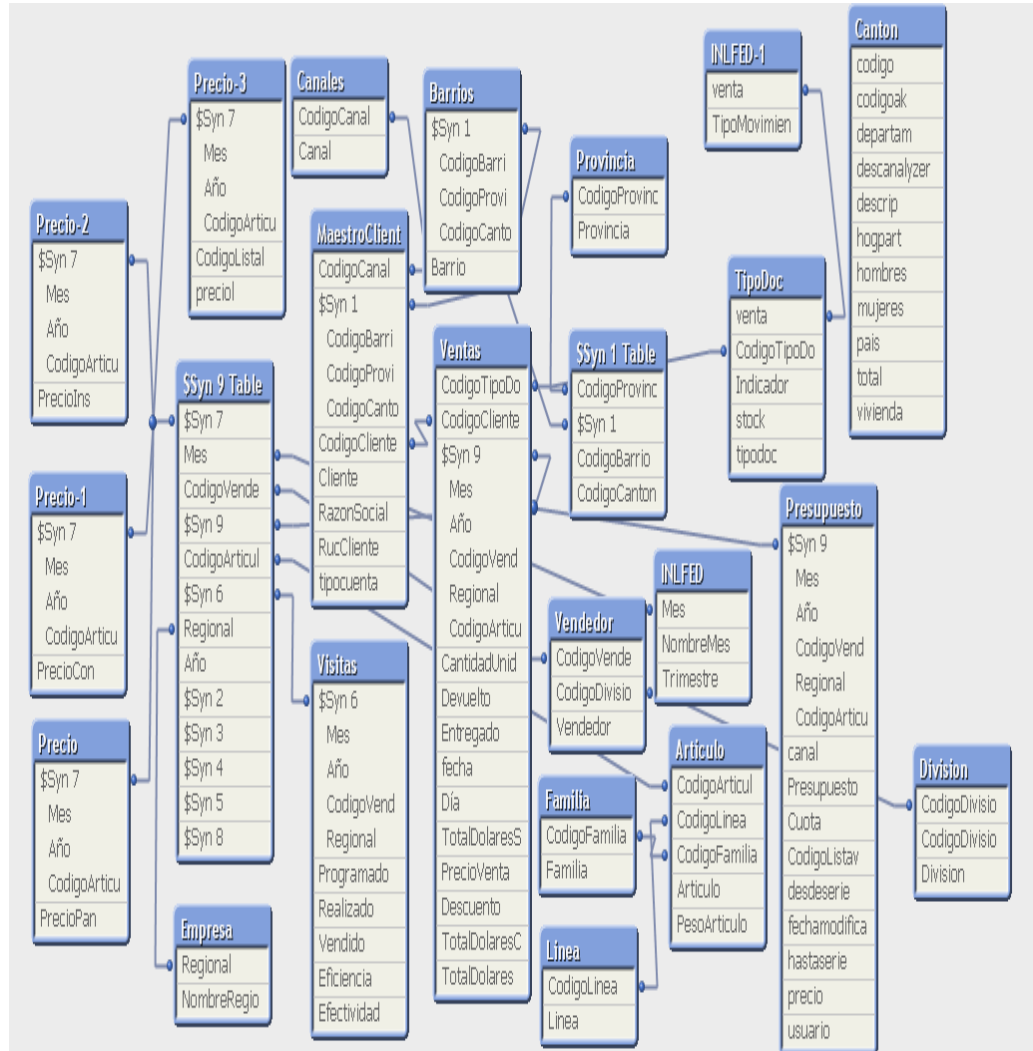 Precio-3
$Syn 7
Mes
Año
CodigoArticu
CodigoListal
preciol
Canales
CodigoCanal
Canal
Barrios
$Syn 1
CodigoBarri
CodigoProvi
CodigoCanto
Barrio
Provincia
CodigoProvinc
Provincia
INLFED-1
venta
TipoMovimien
Canton
codigo
codigoak
departam
descanalyzer
descrip
hogpart
hombres
mujeres
pais
total
vivienda
Precio-2
$Syn 7
Mes
Año
CodigoArticu
PrecioIns
MaestroClient
CodigoCanal
$Syn 1
CodigoBarri
CodigoProvi
CodigoCanto
CodigoCliente
Cliente
RazonSocial
RucCliente
tipocuenta
TipoDoc
venta
CodigoTipoDo
Indicador
stock
tipodoc
Ventas
CodigoTipoDo
CodigoCliente
$Syn 9
Mes
Año
CodigoVend
Regional
CodigoArticu
CantidadUnid
Devuelto
Entregado
fecha
Día
TotalDolaresS
PrecioVenta
Descuento
TotalDolaresC
TotalDolares
$Syn 1 Table
CodigoProvinc
$Syn 1
CodigoBarrio
CodigoCanton
$Syn 9 Table
$Syn 7
Mes
CodigoVende
$Syn 9
CodigoArticul
$Syn 6
Regional
Año
$Syn 2
$Syn 3
$Syn 4
$Syn 5
$Syn 8
Precio-1
$Syn 7
Mes
Año
CodigoArticu
PrecioCon
Presupuesto
$Syn 9
Mes
Año
CodigoVend
Regional
CodigoArticu
canal
Presupuesto
Cuota
CodigoListav
desdeserie
fechamodifica
hastaserie
precio
usuario
INLFED
Mes
NombreMes
Trimestre
Vendedor
CodigoVende
CodigoDivisio
Vendedor
Visitas
$Syn 6
Mes
Año
CodigoVend
Regional
Programado
Realizado
Vendido
Eficiencia
Efectividad
Precio
$Syn 7
Mes
Año
CodigoArticu
PrecioPan
Articulo
CodigoArticul
CodigoLinea
CodigoFamilia
Articulo
PesoArticulo
Division
CodigoDivisio
CodigoDivisio
Division
Familia
CodigoFamilia
Familia
Empresa
Regional
NombreRegio
Linea
CodigoLinea
Linea